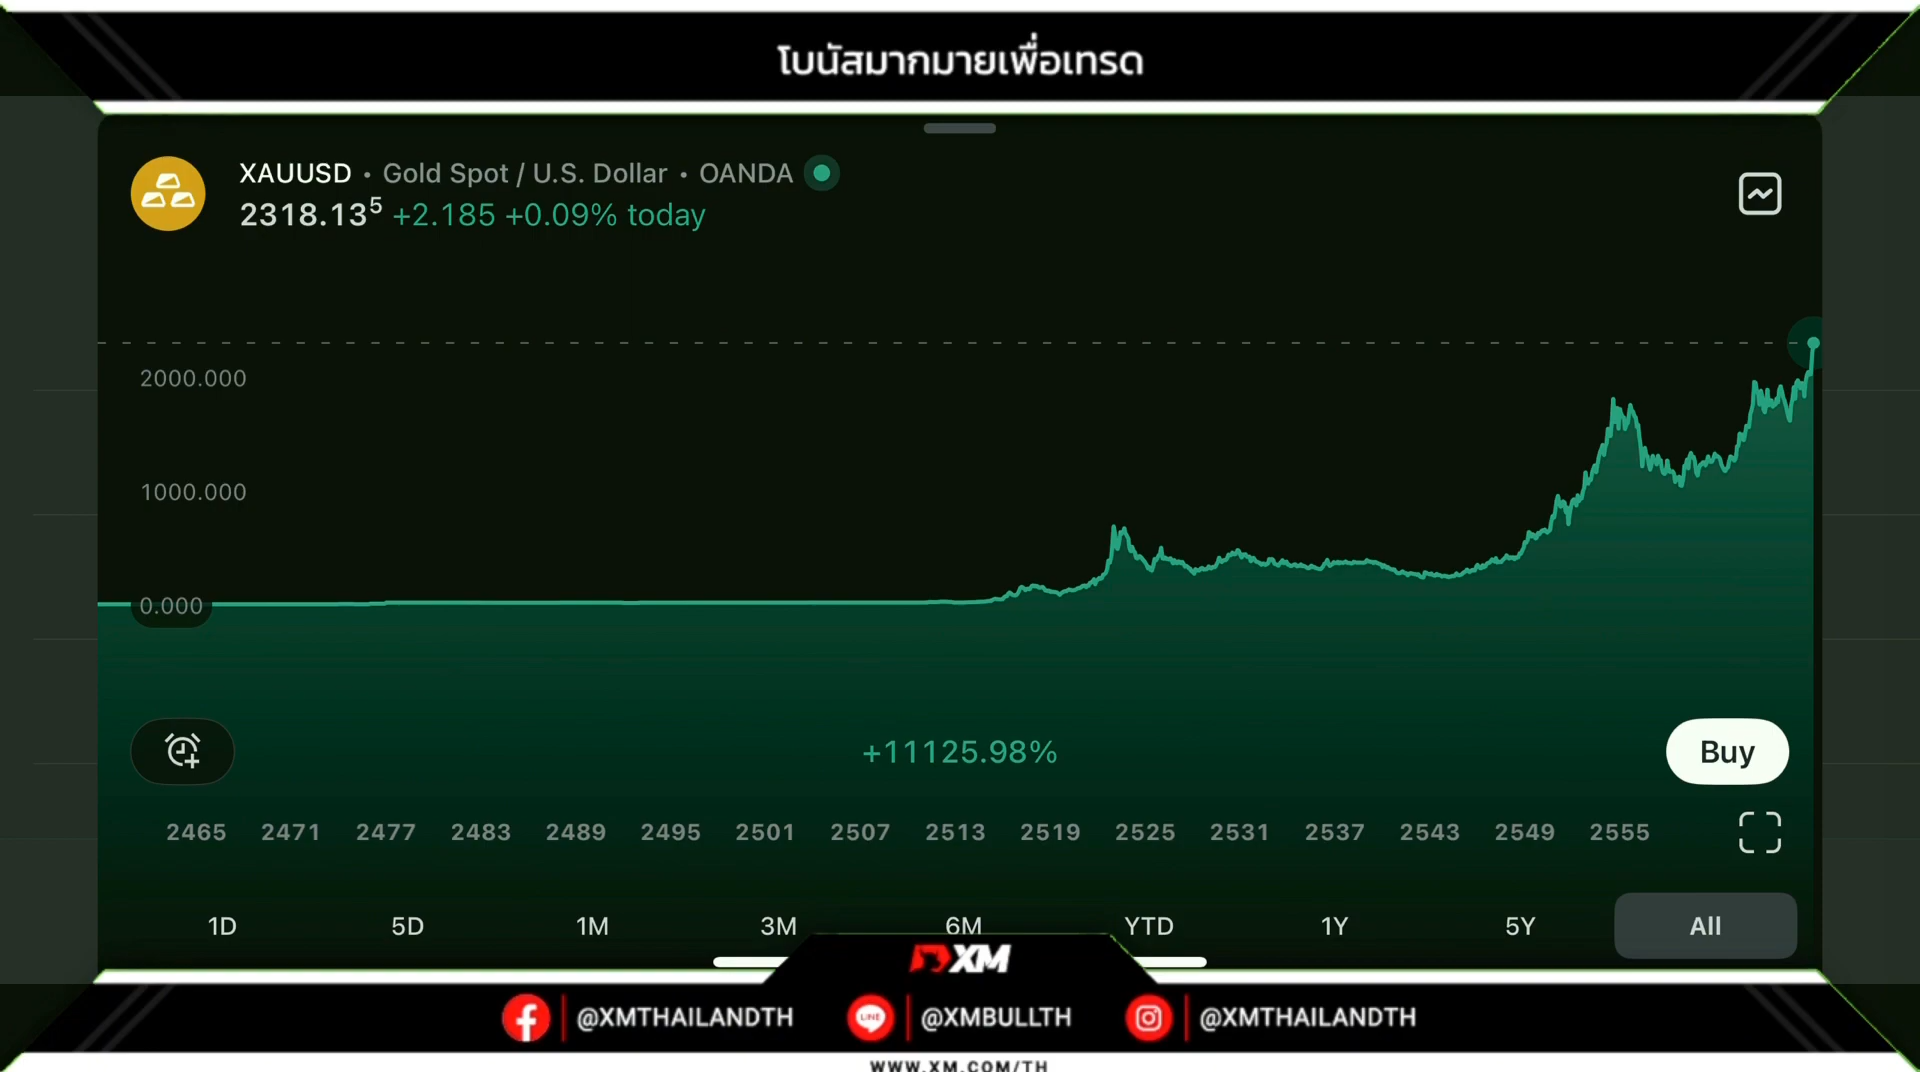 โบนัสมากมายเพื่อเทรด
XAUUSD • Gold Spot / U.S. Dollar • OANDA
2318.135 +2.185 +0.09% today
2000.000
1000.000
0.000
+11125.98%
Buy
2465 2471 2477 2483 2489 2495 2501 2507 2513 2519 2525 2531 2537 2543 2549 2555
1D 5D 1M 3M 6M YTD 1Y 5Y All
XM
@XMTHAILANDTH LINE @XMBULLTH @XMTHAILANDTH
WWW.XM.COM/TH